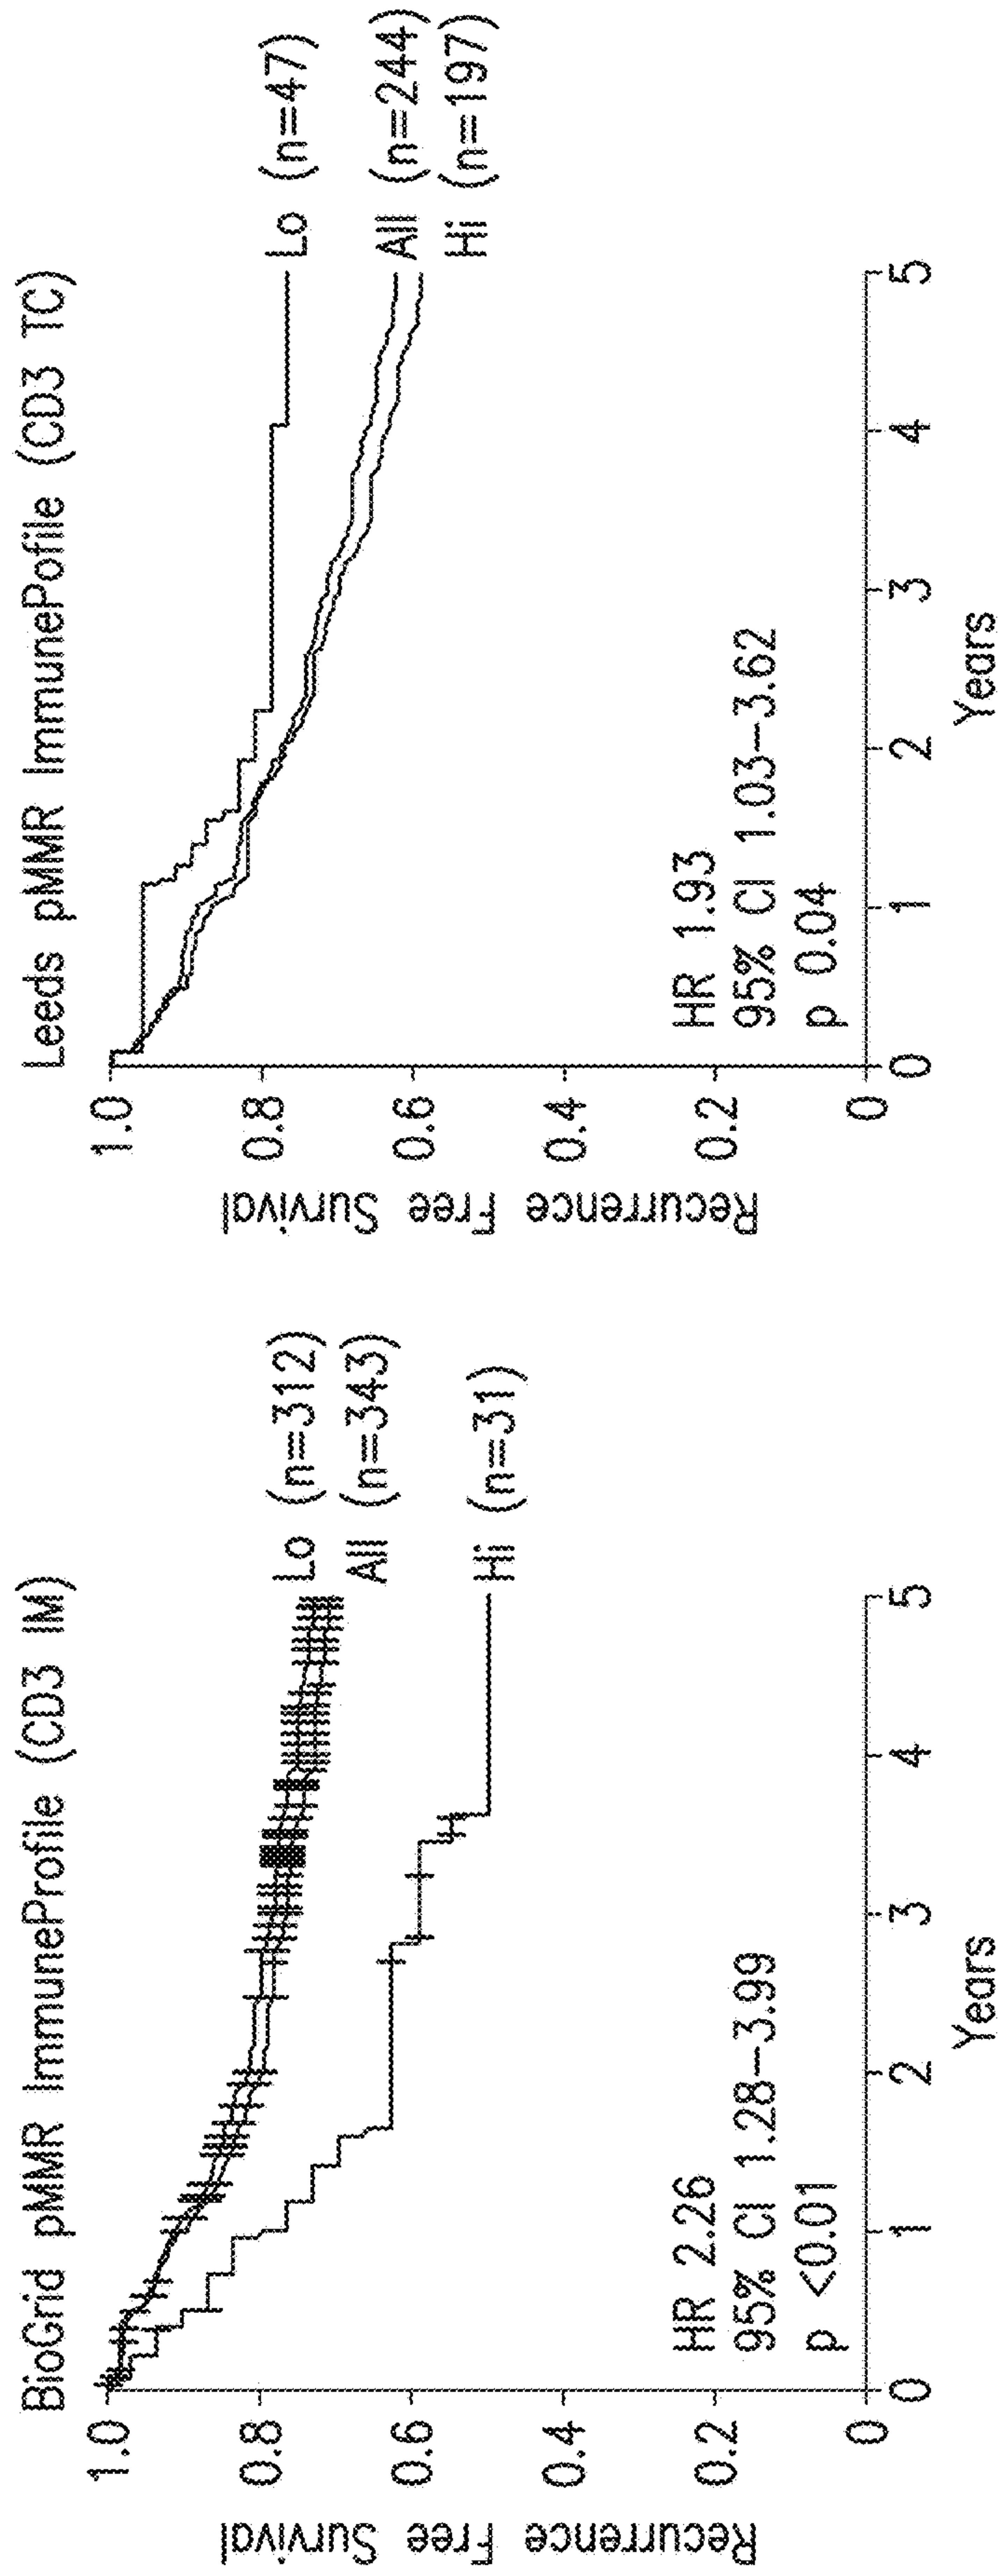 BioGrid pMMR ImmuneProfile (CD3 IM)
Recurrence Free Survival
1.0
0.8
0.6
0.4
0.2
0
Lo (n=312)
All (n=343)
Hi (n=31)
HR 2.26
95% CI 1.28–3.99
p <0.01
0 1 2 3 4 5
Years
Leeds pMMR ImmunePofile (CD3 TC)
Recurrence Free Survival
1.0
0.8
0.6
0.4
0.2
0
Lo (n=47)
All (n=244)
Hi (n=197)
HR 1.93
95% CI 1.03–3.62
p 0.04
0 1 2 3 4 5
Years